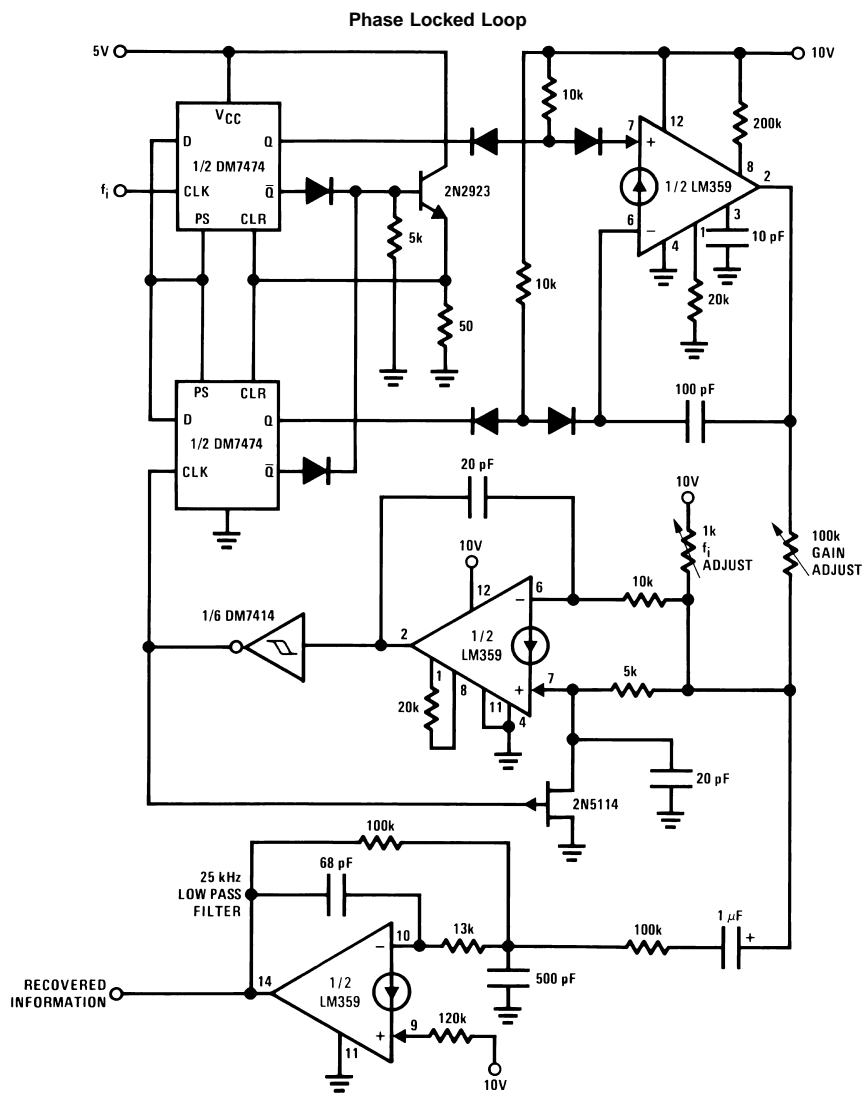 Phase Locked Loop
5V
10V
VCC
D
Q
1/2 DM7474
fi
CLK
Q̅
PS
CLR
2N2923
5k
50
10k
10k
7
+
12
200k
8
2
1/2 LM359
6
−
4
1
3
10 pF
20k
PS
CLR
D
Q
1/2 DM7474
CLK
Q̅
100 pF
20 pF
10V
12
6
−
10k
10V
1k
fi
ADJUST
100k
GAIN
ADJUST
1/6 DM7414
2
1/2
LM359
1
8
20k
11
4
+
7
5k
20 pF
2N5114
100k
25 kHz
LOW PASS
FILTER
68 pF
10
−
13k
100k
1 μF
+
500 pF
RECOVERED
INFORMATION
14
1/2
LM359
+
9
120k
11
10V